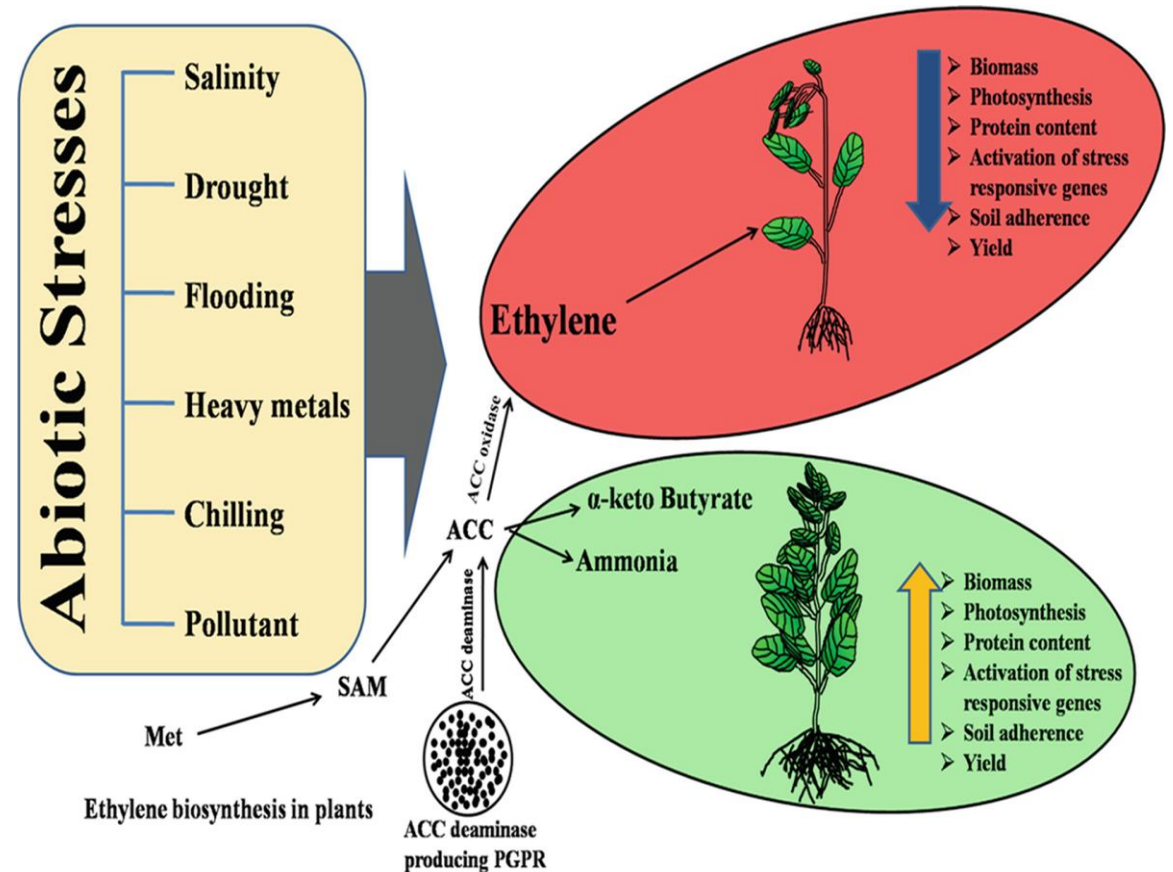 Abiotic Stresses
Salinity
Drought
Flooding
Heavy metals
Chilling
Pollutant
Ethylene
Biomass
Photosynthesis
Protein content
Activation of stress
responsive genes
Soil adherence
Yield
ACC oxidase
ACC
α-keto Butyrate
Ammonia
ACC deaminase
SAM
Met
Biomass
Photosynthesis
Protein content
Activation of stress
responsive genes
Soil adherence
Yield
Ethylene biosynthesis in plants
ACC deaminase
producing PGPR